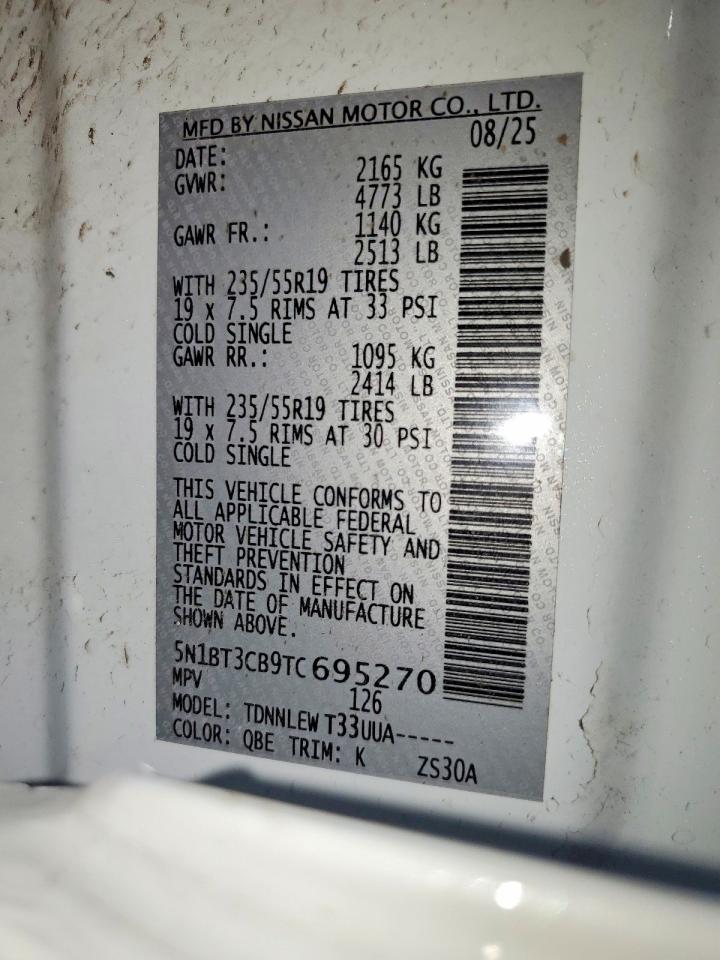 MFD BY NISSAN MOTOR CO., LTD.
DATE: 08/25
GVWR: 2165 KG
4773 LB
GAWR FR.: 1140 KG
2513 LB
WITH 235/55R19 TIRES
19 x 7.5 RIMS AT 33 PSI
COLD SINGLE
GAWR RR.: 1095 KG
2414 LB
WITH 235/55R19 TIRES
19 x 7.5 RIMS AT 30 PSI
COLD SINGLE
THIS VEHICLE CONFORMS TO
ALL APPLICABLE FEDERAL
MOTOR VEHICLE SAFETY AND
THEFT PREVENTION
STANDARDS IN EFFECT ON
THE DATE OF MANUFACTURE
SHOWN ABOVE.
5N1BT3CB9TC695270
MPV 126
MODEL: TDNNLEW T33UUA-----
COLOR: QBE TRIM: K ZS30A